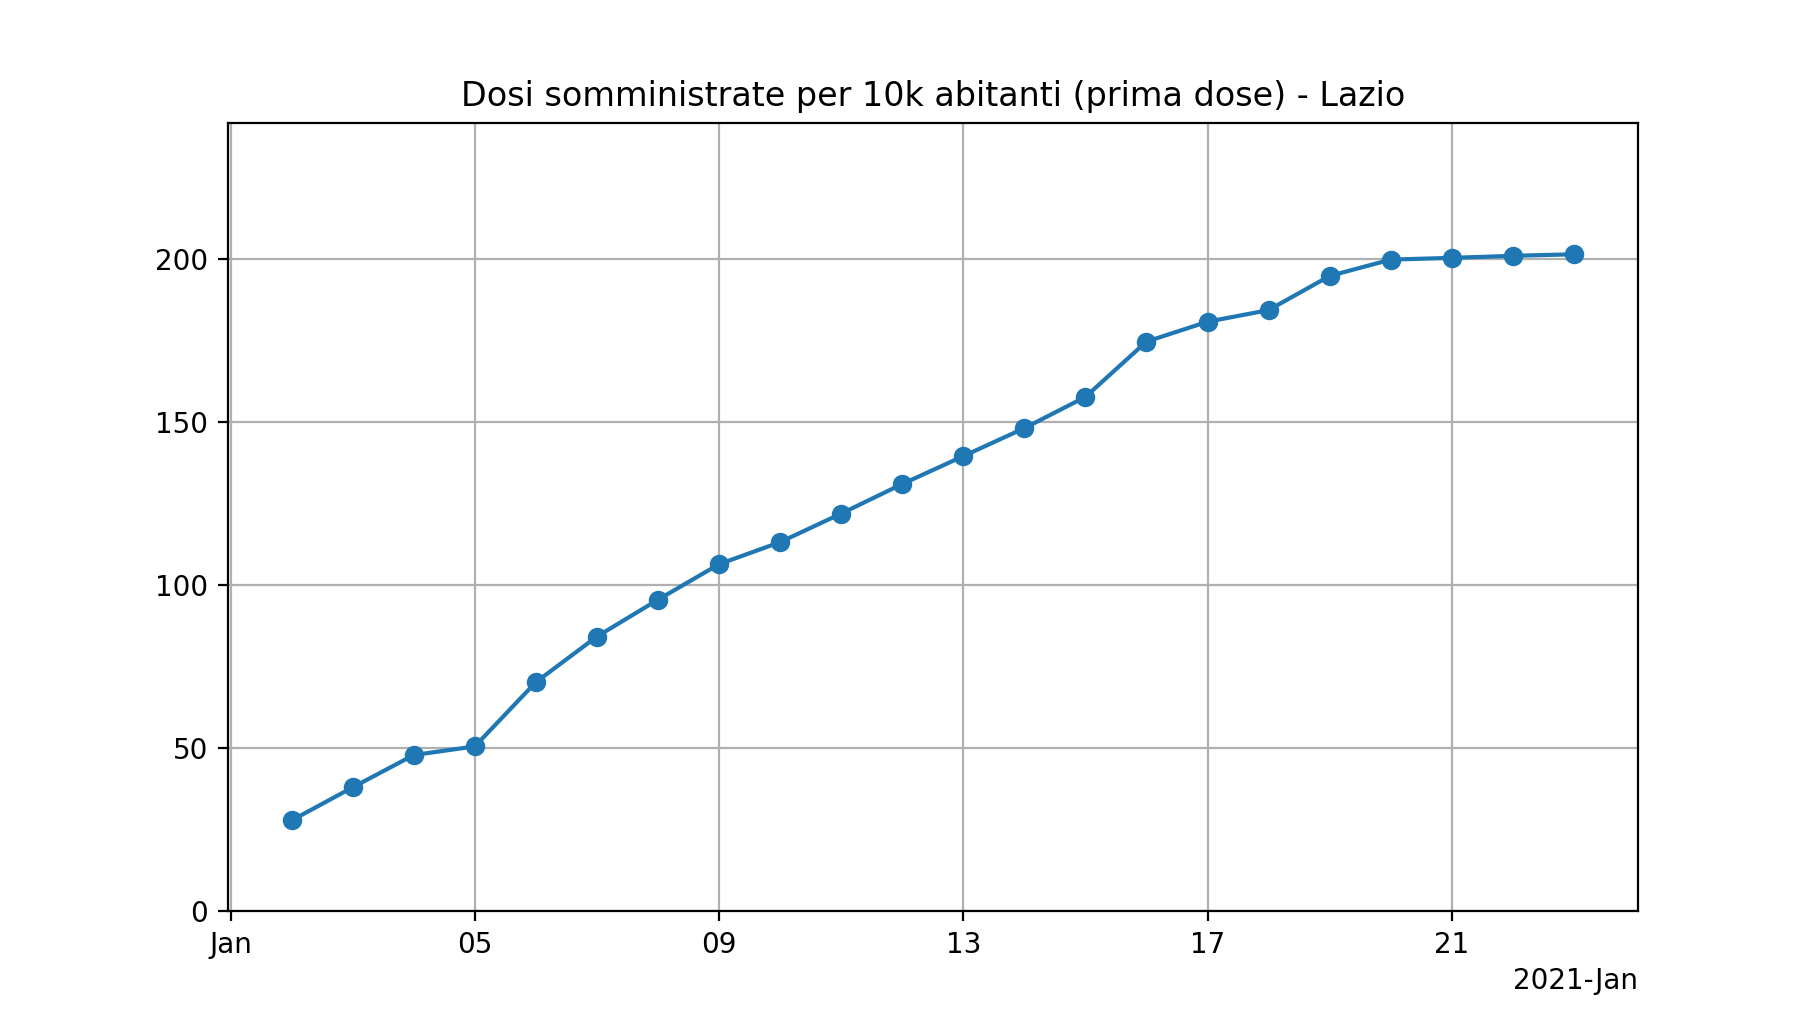 Dosi somministrate per 10k abitanti (prima dose) - Lazio
200
150
100
50
0
Jan 05 09 13 17 21
2021-Jan